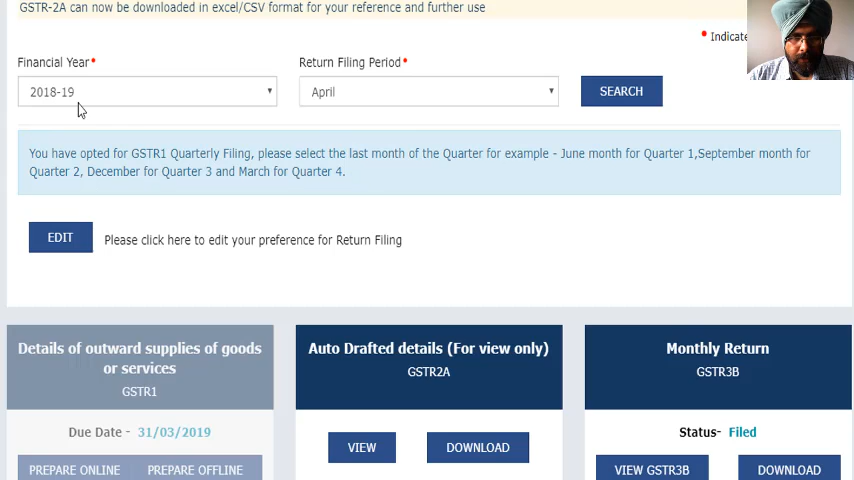 GSTR-2A can now be downloaded in excel/CSV format for your reference and further use
• Indicate
Financial Year•
Return Filing Period•
2018-19
April
SEARCH
You have opted for GSTR1 Quarterly Filing, please select the last month of the Quarter for example - June month for Quarter 1,September month for
Quarter 2, December for Quarter 3 and March for Quarter 4.
EDIT
Please click here to edit your preference for Return Filing
Details of outward supplies of goods
or services
GSTR1
Due Date - 31/03/2019
PREPARE ONLINE
PREPARE OFFLINE
Auto Drafted details (For view only)
GSTR2A
VIEW
DOWNLOAD
Monthly Return
GSTR3B
Status- Filed
VIEW GSTR3B
DOWNLOAD